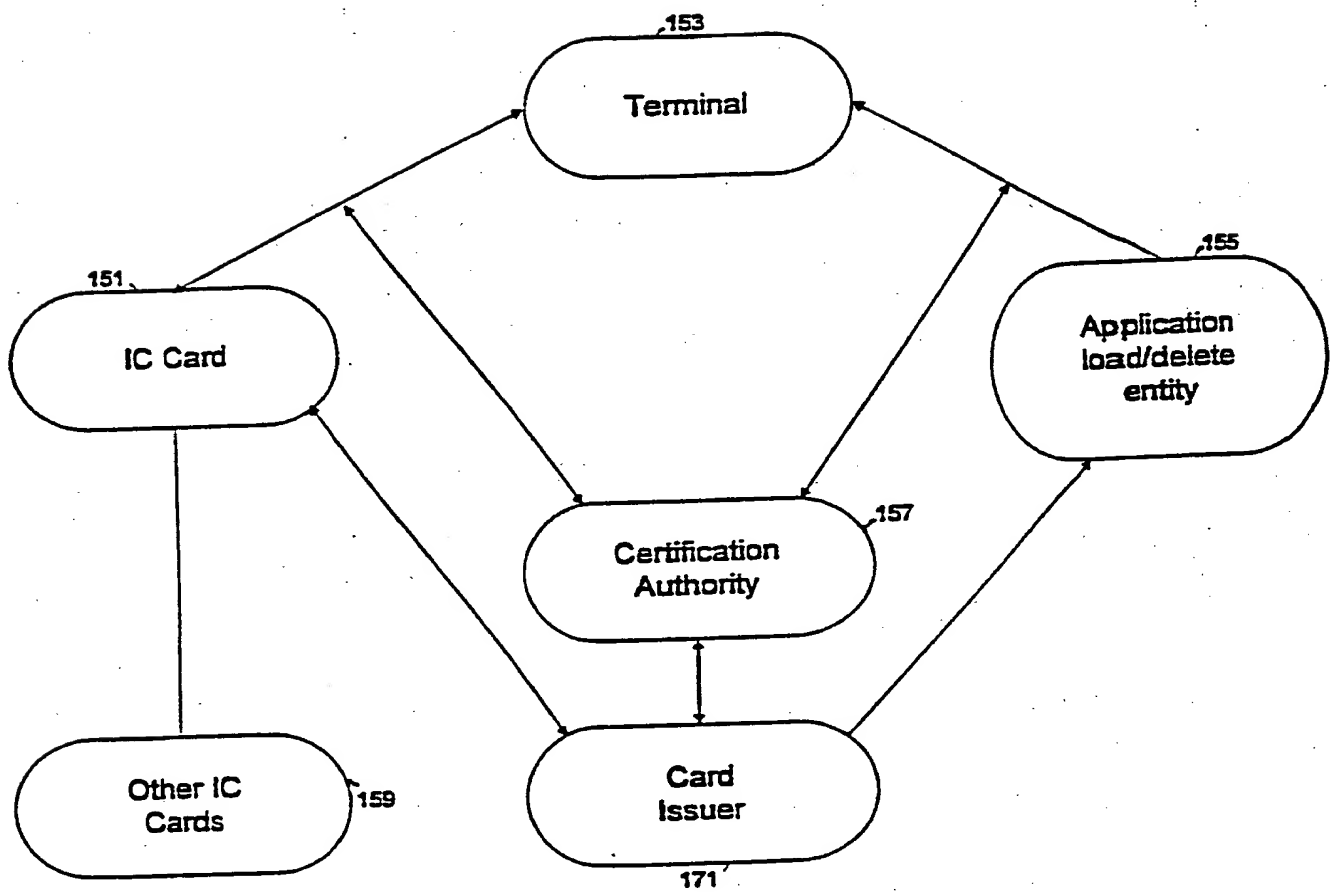 153
Terminal
151
IC Card
155
Application
load/delete
entity
157
Certification
Authority
Other IC
Cards
159
Card
Issuer
171